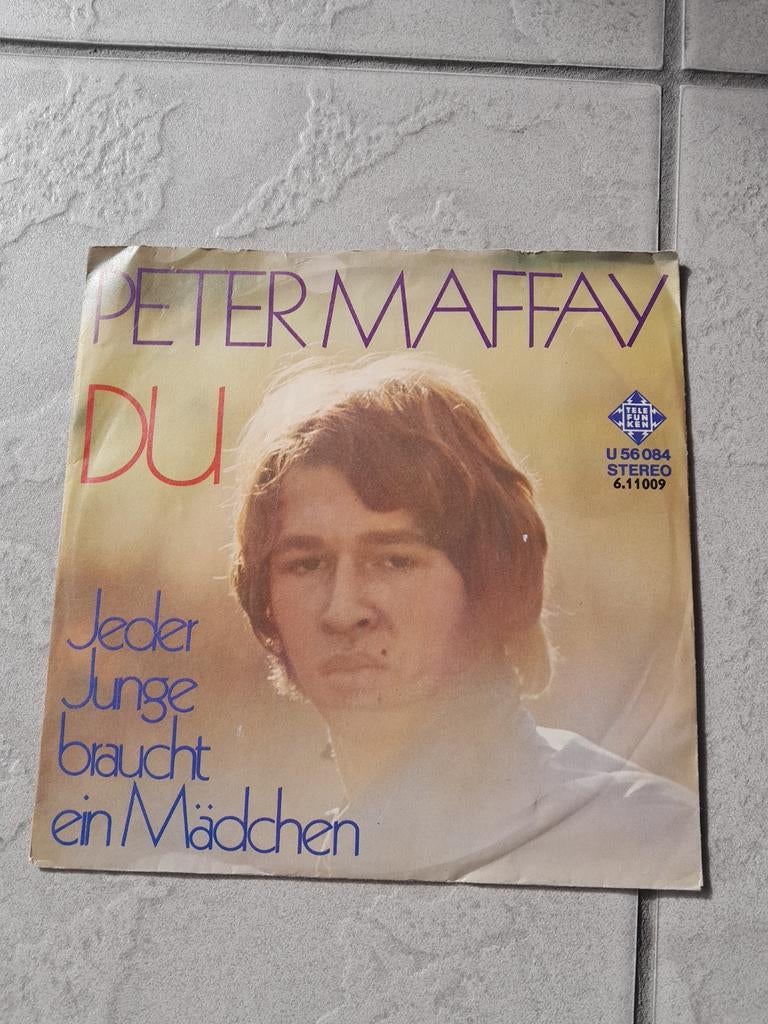 PETER MAFFAY
DU
TELE
FUN
KEN
U 56 084
STEREO
6.11009
Jeder
Junge
braucht
ein Mädchen